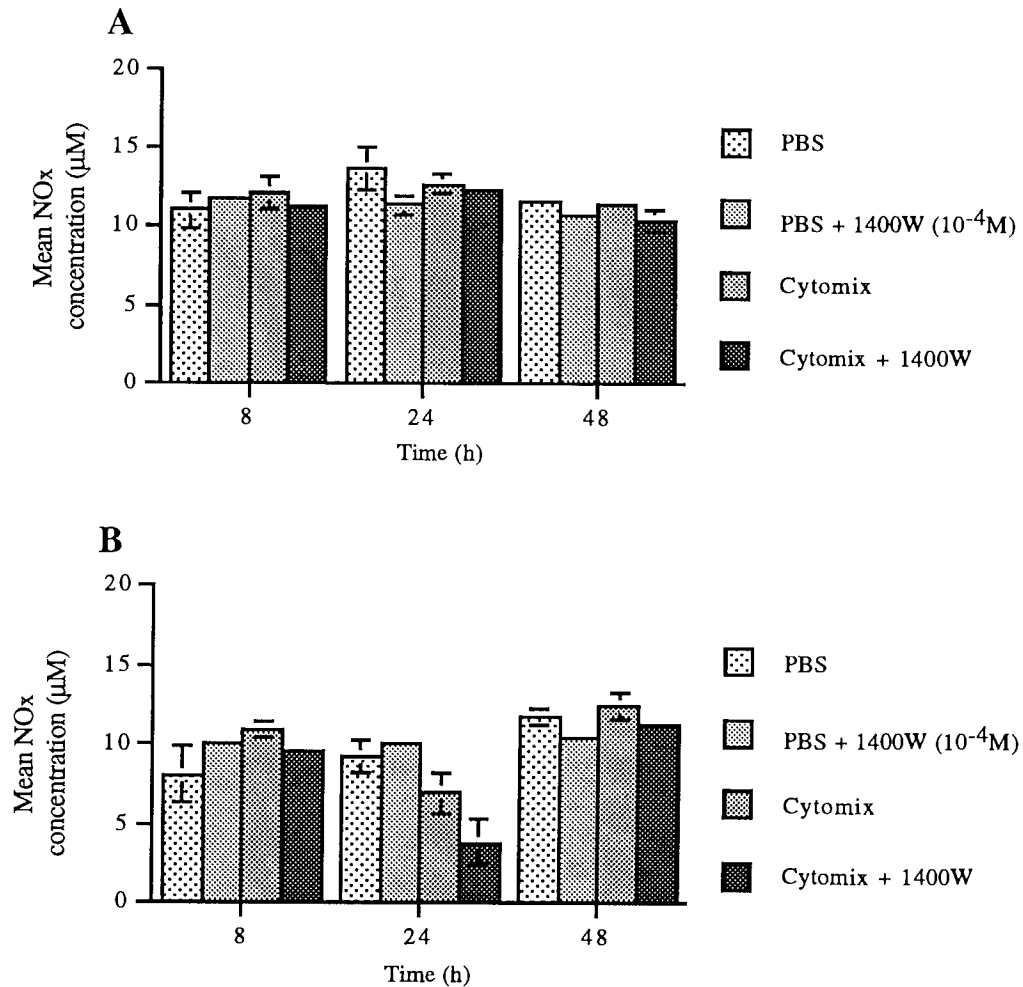 A
20
15
10
5
0
Mean NOx
concentration (μM)
8
24
48
Time (h)
PBS
PBS + 1400W (10⁻⁴M)
Cytomix
Cytomix + 1400W
B
20
15
10
5
0
Mean NOx
concentration (μM)
8
24
48
Time (h)
PBS
PBS + 1400W (10⁻⁴M)
Cytomix
Cytomix + 1400W